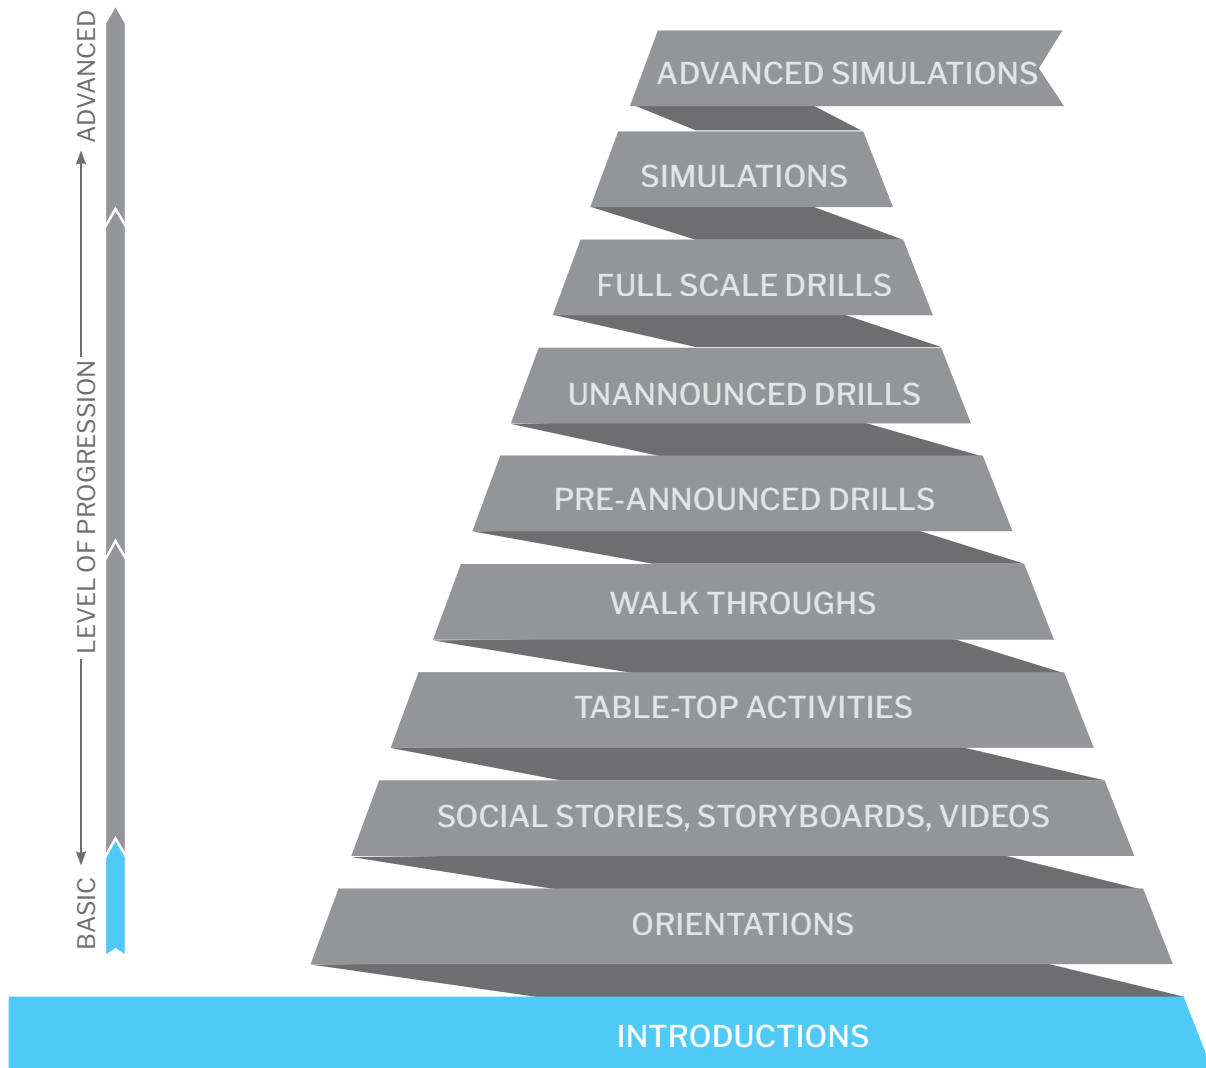 ADVANCED
LEVEL OF PROGRESSION
BASIC
ADVANCED SIMULATIONS
SIMULATIONS
FULL SCALE DRILLS
UNANNOUNCED DRILLS
PRE-ANNOUNCED DRILLS
WALK THROUGHS
TABLE-TOP ACTIVITIES
SOCIAL STORIES, STORYBOARDS, VIDEOS
ORIENTATIONS
INTRODUCTIONS